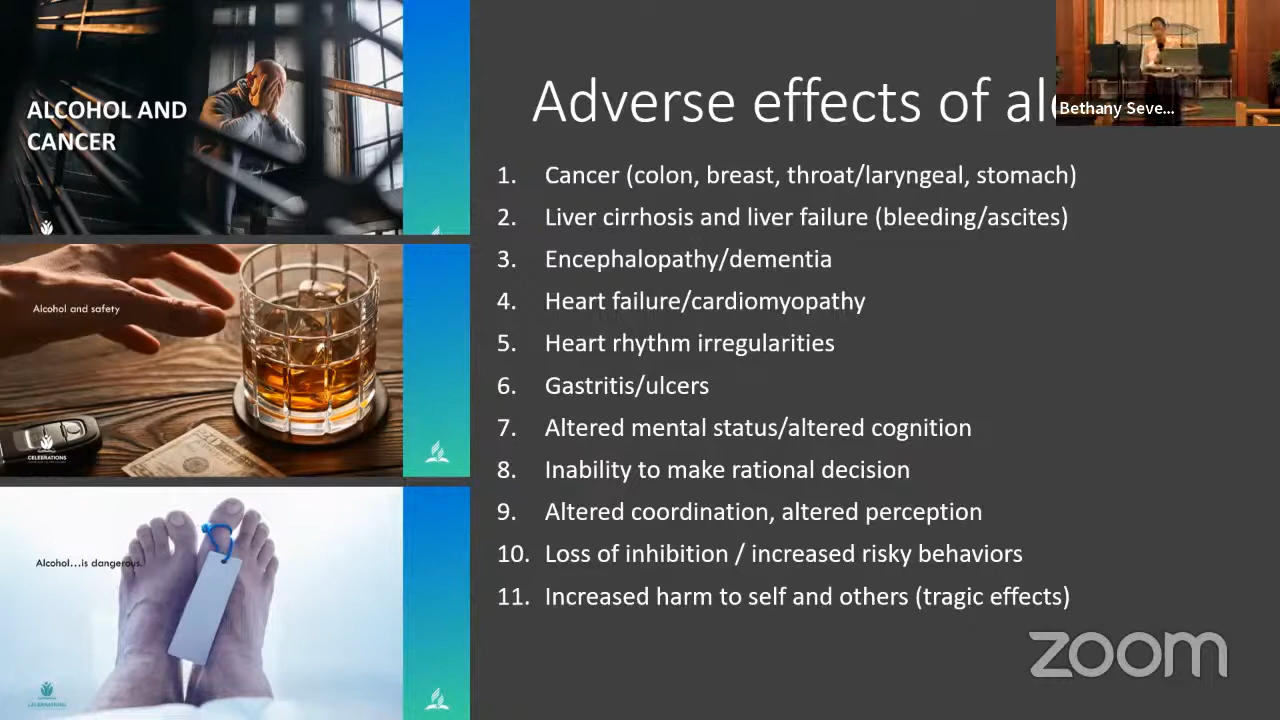 ALCOHOL AND
CANCER
Alcohol and safety
CELEBRATIONS
Alcohol...is dangerous.
CELEBRATIONS
Adverse effects of al
Bethany Seve...
1. Cancer (colon, breast, throat/laryngeal, stomach)
2. Liver cirrhosis and liver failure (bleeding/ascites)
3. Encephalopathy/dementia
4. Heart failure/cardiomyopathy
5. Heart rhythm irregularities
6. Gastritis/ulcers
7. Altered mental status/altered cognition
8. Inability to make rational decision
9. Altered coordination, altered perception
10. Loss of inhibition / increased risky behaviors
11. Increased harm to self and others (tragic effects)
zoom